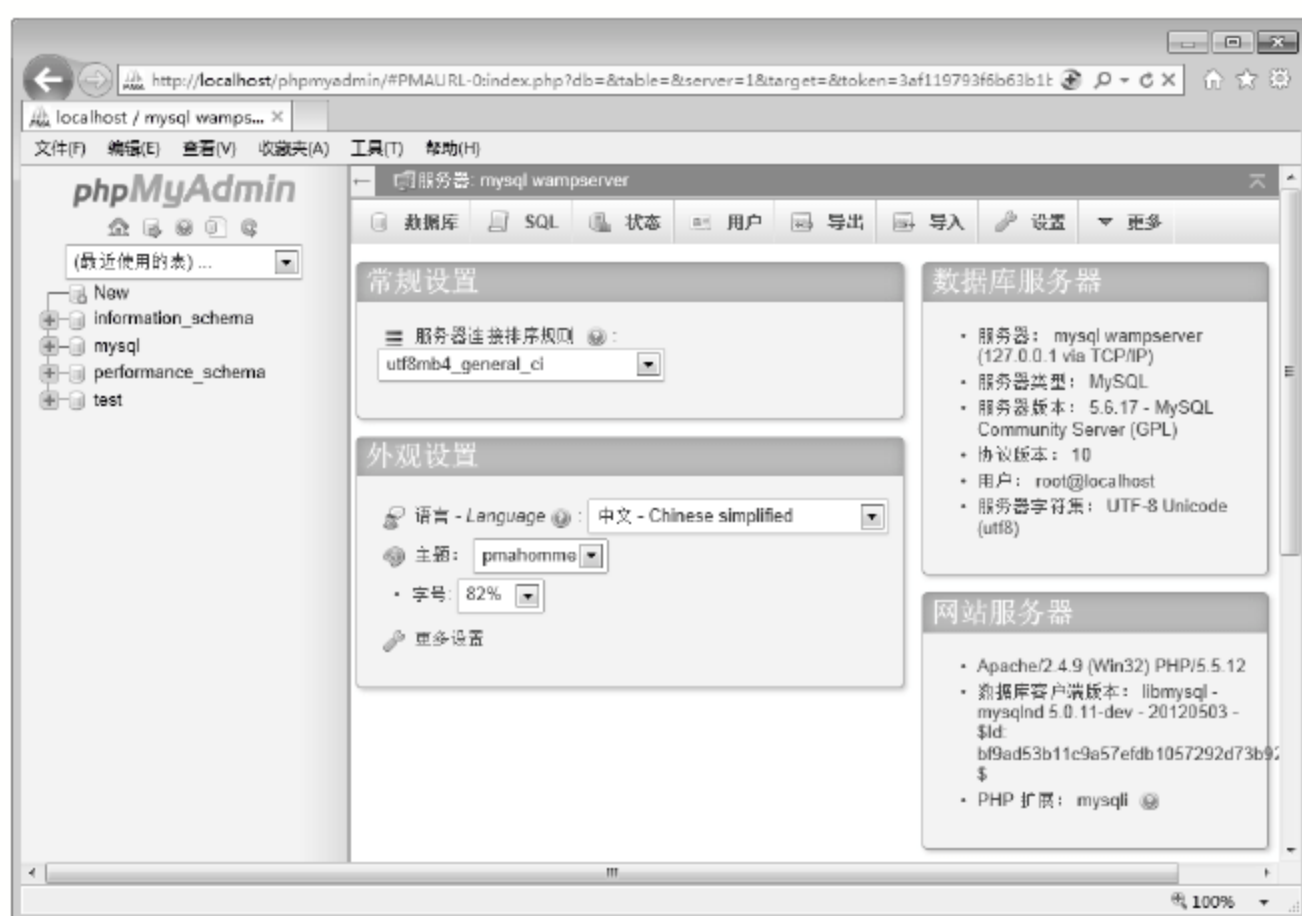 http://localhost/phpmyadmin/#PMAURL-0:index.php?db=&table=&server=1&target=&token=3af119793f6b63b1b
localhost / mysql wamps...
文件(F) 编辑(E) 查看(V) 收藏夹(A) 工具(T) 帮助(H)
phpMyAdmin
(最近使用的表) ...
New
information_schema
mysql
performance_schema
test
服务器: mysql wampserver
数据库 SQL 状态 用户 导出 导入 设置 更多
常规设置
服务器连接排序规则 :
utf8mb4_general_ci
外观设置
语言 - Language : 中文 - Chinese simplified
主题: pmahomme
• 字号: 82%
更多设置
数据库服务器
• 服务器: mysql wampserver
(127.0.0.1 via TCP/IP)
• 服务器类型: MySQL
• 服务器版本: 5.6.17 - MySQL
Community Server (GPL)
• 协议版本: 10
• 用户: root@localhost
• 服务器字符集: UTF-8 Unicode
(utf8)
网站服务器
• Apache/2.4.9 (Win32) PHP/5.5.12
• 数据库客户端版本: libmysql -
mysqlnd 5.0.11-dev - 20120503 -
$Id:
bf9ad53b11c9a57efdb1057292d73b92
$
• PHP 扩展: mysqli
100%